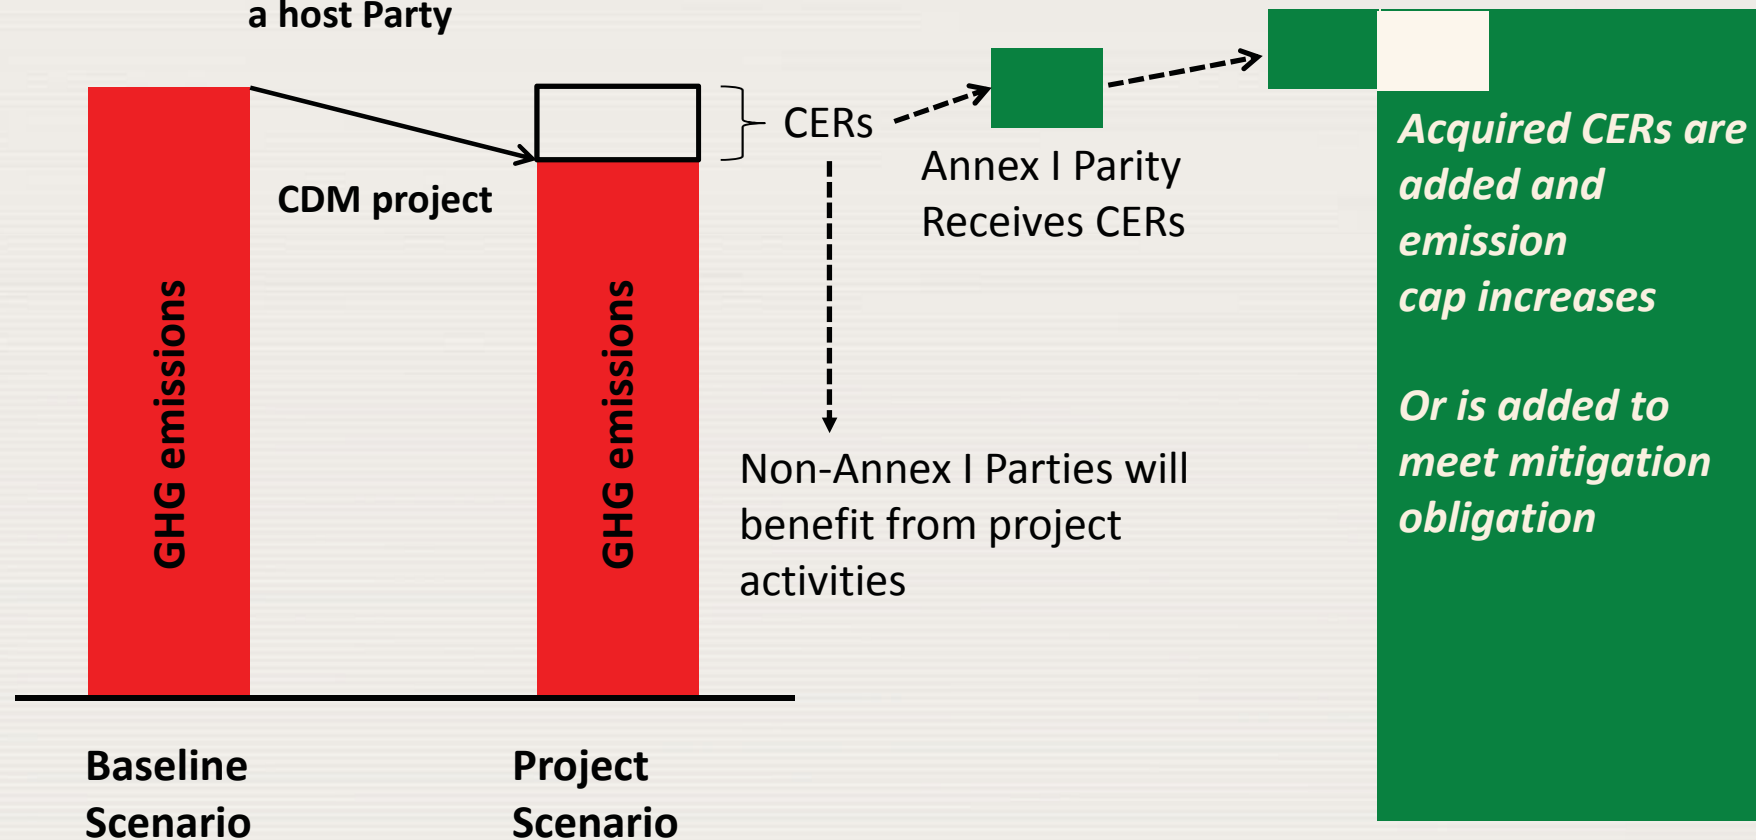 a host Party
CDM project
GHG emissions
GHG emissions
CERs
Annex I Parity
Receives CERs
Non-Annex I Parties will
benefit from project
activities
Acquired CERs are
added and
emission
cap increases
Or is added to
meet mitigation
obligation
Baseline
Scenario
Project
Scenario